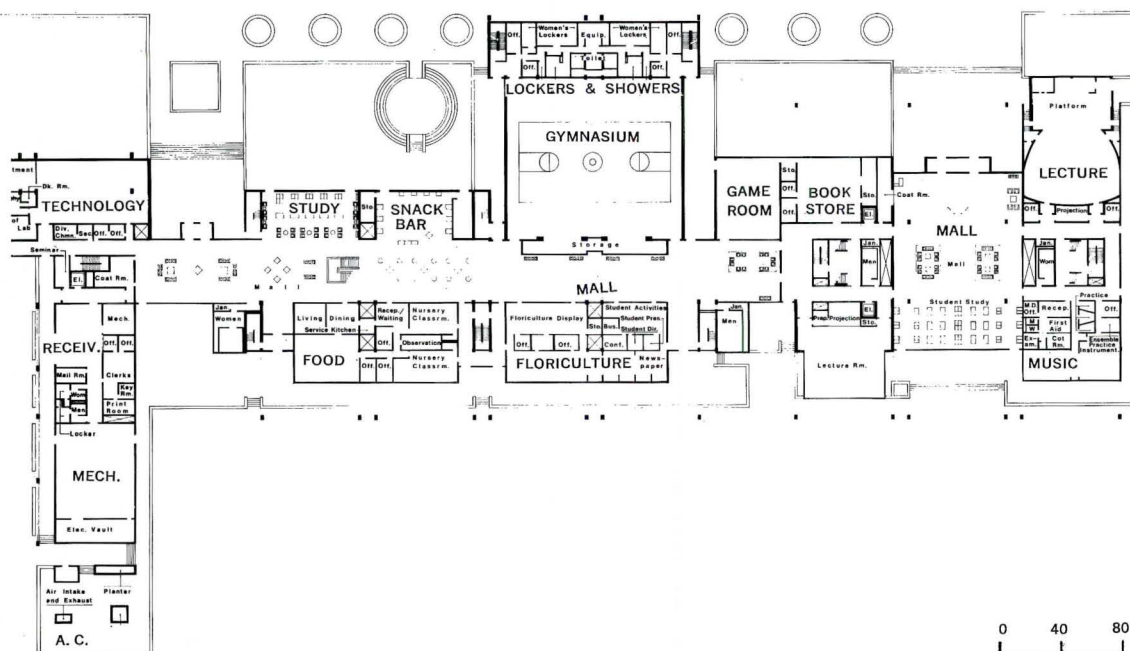 Off.
Women's
Lockers
Equip.
Women's
Lockers
Off.
Toilet
Off.
Off.
LOCKERS & SHOWERS
GYMNASIUM
Storage
Platform
LECTURE
Off.
Projection
Off.
tment
Dk. Rm.
TECHNOLOGY
of
Lab
Div.
Chmn.
Sec.
Off.
Off.
Seminar
El.
Coat Rm.
STUDY
Sto.
SNACK
BAR
Mall
GAME
ROOM
Sto.
Off.
Off.
BOOK
STORE
Sto.
El.
Coat Rm.
MALL
Mall
Jan.
Men
Jan.
Wom
MALL
Student Study
Practice
Mech.
RECEIV.
Off.
Off.
Mail Rm.
Clerks
Key
Rm.
Wom
Men
Print
Room
Locker
MECH.
Elec. Vault
Air Intake
and Exhaust
Planter
A. C.
Jan.
Women
Living
Dining
Recep./
Waiting
Nursery
Classrm.
Service Kitchen
Off.
Observation
FOOD
Off.
Off.
Nursery
Classrm.
Floriculture Display
Student Activities
Sto.
Bus.
Student Pres.
Student Dir.
Off.
Off.
Conf.
FLORICULTURE
News-
paper
Jan.
Men
Prep
Projection
El.
Sto.
Lecture Rm.
M.D.
Off.
Recep.
Off.
M
W
First
Aid
Ex-
am.
Cot
Rm.
Ensemble
Practice
Instrument.
MUSIC
0 40 80